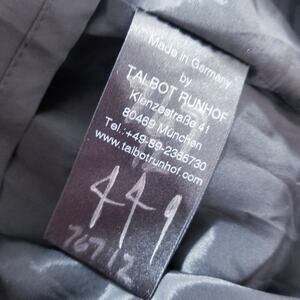 Made in Germany
by
TALBOT RUNHOF
Klenzestraße 41
80469 München
Tel.:+49-89-2366730
www.talbotrunhof.com
449
76712